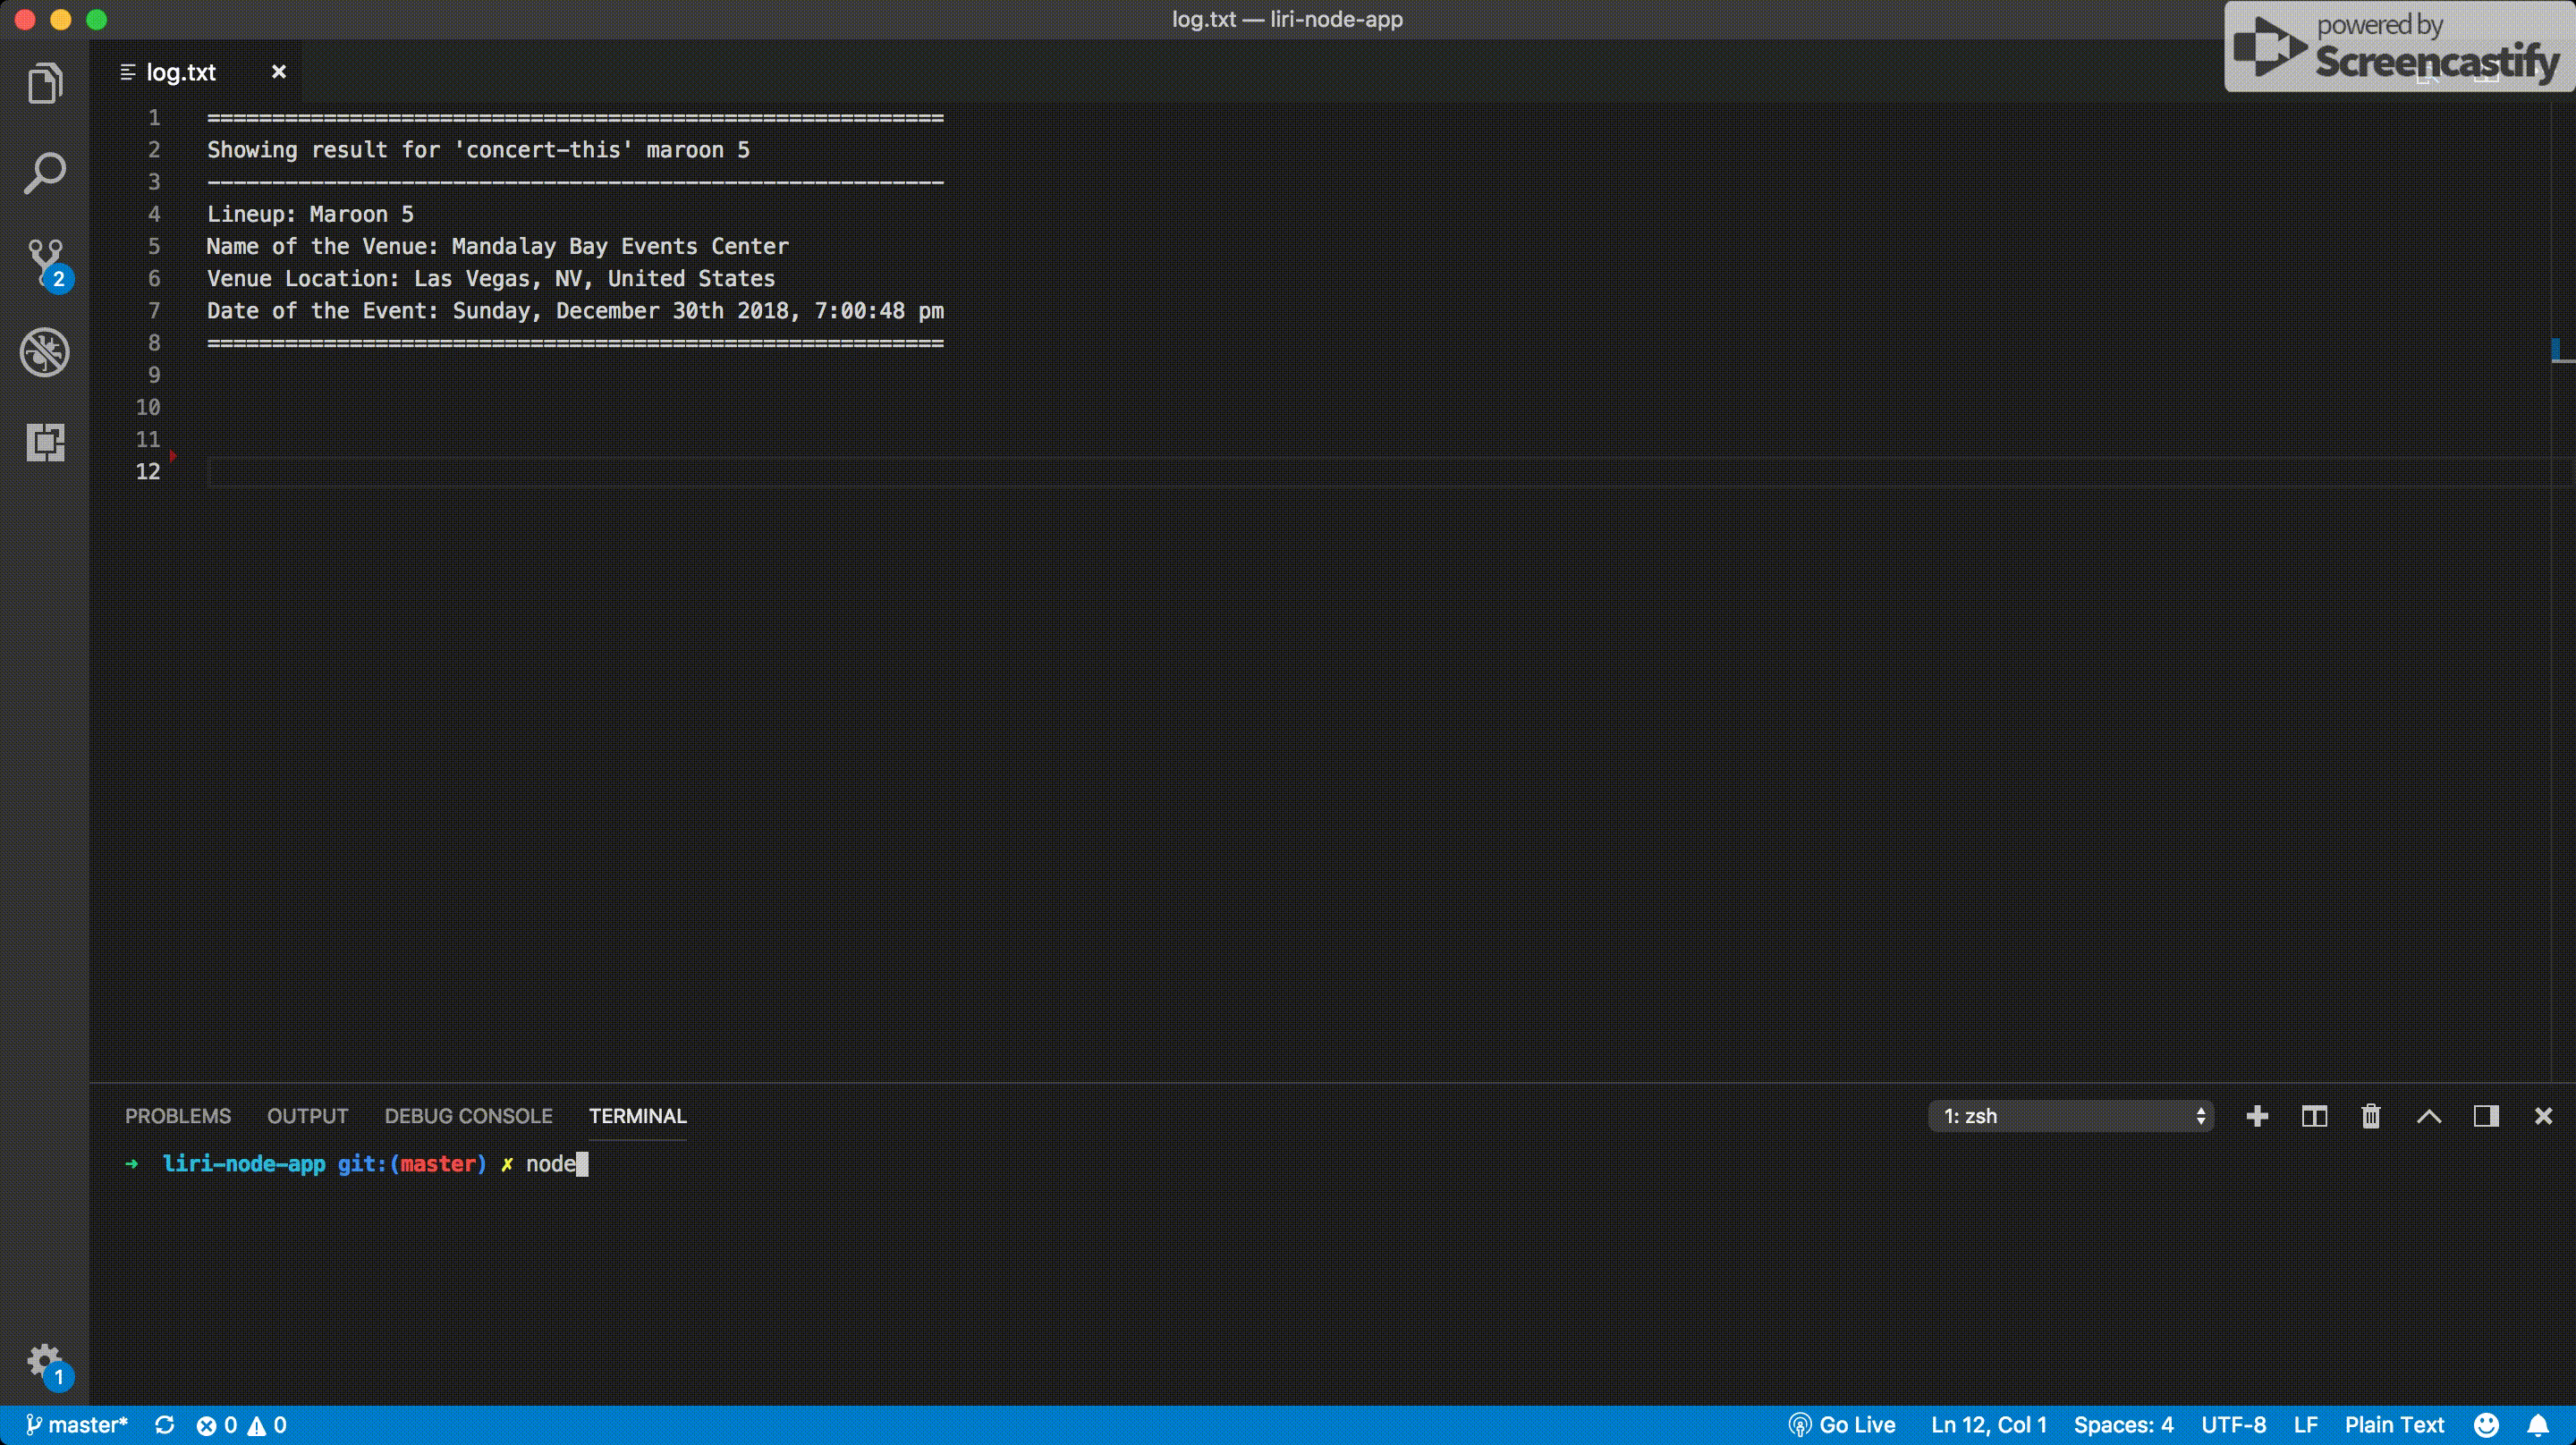 log.txt — liri-node-app
powered by
Screencastify
log.txt
1 =========================================================
2 Showing result for 'concert-this' maroon 5
3 ---------------------------------------------------------
4 Lineup: Maroon 5
5 Name of the Venue: Mandalay Bay Events Center
6 Venue Location: Las Vegas, NV, United States
7 Date of the Event: Sunday, December 30th 2018, 7:00:48 pm
8 =========================================================
9
10
11
12
2
PROBLEMS OUTPUT DEBUG CONSOLE TERMINAL 1: zsh
➜ liri-node-app git:(master) ✗ node
1
master* 0 0 Go Live Ln 12, Col 1 Spaces: 4 UTF-8 LF Plain Text